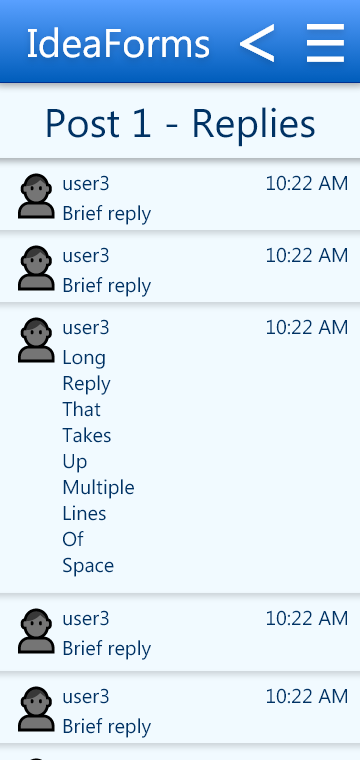 IdeaForms
Post 1 - Replies
user3 10:22 AM
Brief reply
user3 10:22 AM
Brief reply
user3 10:22 AM
Long
Reply
That
Takes
Up
Multiple
Lines
Of
Space
user3 10:22 AM
Brief reply
user3 10:22 AM
Brief reply